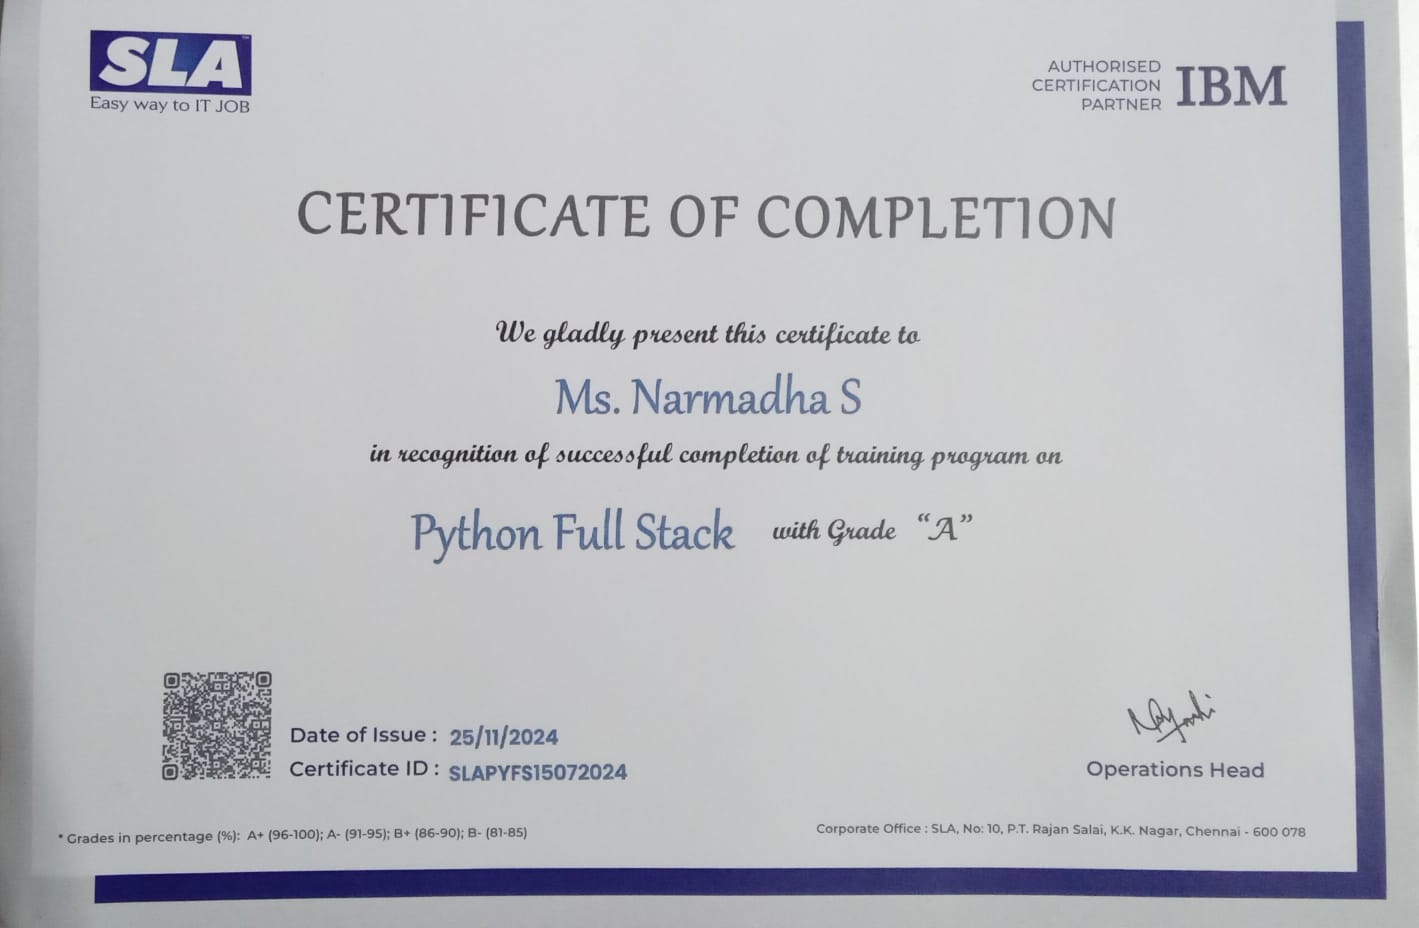 SLA™
Easy way to IT JOB
AUTHORISED
CERTIFICATION
PARTNER
IBM
CERTIFICATE OF COMPLETION
We gladly present this certificate to
Ms. Narmadha S
in recognition of successful completion of training program on
Python Full Stack with Grade “A”
Date of Issue : 25/11/2024
Certificate ID : SLAPYFS15072024
Operations Head
* Grades in percentage (%): A+ (96-100); A- (91-95); B+ (86-90); B- (81-85)
Corporate Office : SLA, No: 10, P.T. Rajan Salai, K.K. Nagar, Chennai - 600 078